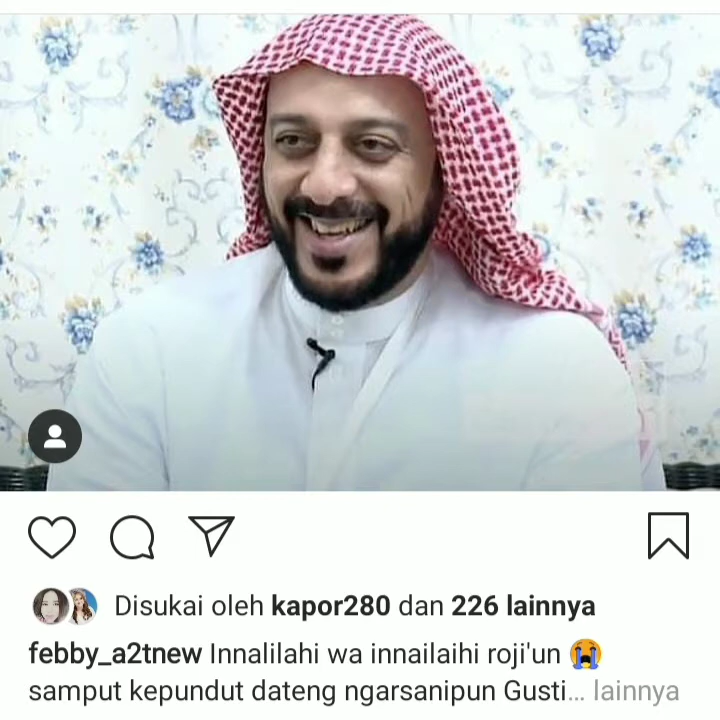 Disukai oleh kapor280 dan 226 lainnya
febby_a2tnew Innalilahi wa innailaihi roji'un 😭
samput kepundut dateng ngarsanipun Gusti... lainnya